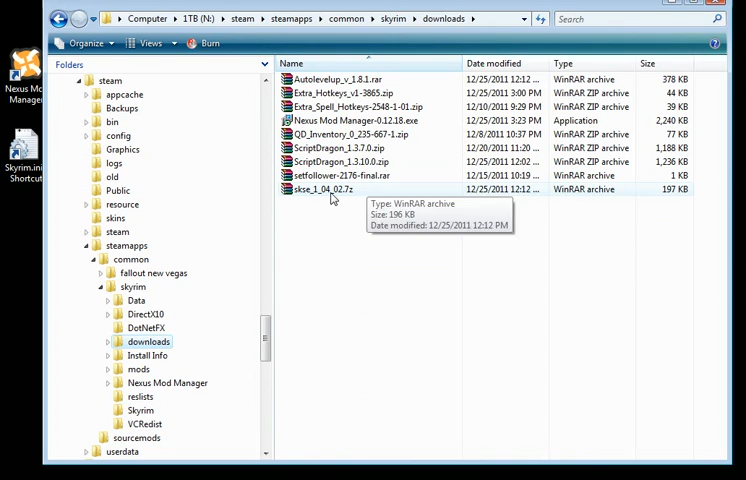 Computer ▸ 1TB (N:) ▸ steam ▸ steamapps ▸ common ▸ skyrim ▸ downloads
Search
Organize Views Burn
Folders
Name Date modified Type Size
steam
appcache
Backups
bin
config
Graphics
logs
old
Public
resource
skins
steam
steamapps
common
fallout new vegas
skyrim
Data
DirectX10
DotNetFX
downloads
Install Info
mods
Nexus Mod Manager
reslists
Skyrim
VCRedist
sourcemods
userdata
Autolevelup_v_1.8.1.rar 12/25/2011 12:12 ... WinRAR archive 378 KB
Extra_Hotkeys_v1-3865.zip 12/25/2011 3:00 PM WinRAR ZIP archive 44 KB
Extra_Spell_Hotkeys-2548-1-01.zip 12/10/2011 9:29 PM WinRAR ZIP archive 39 KB
Nexus Mod Manager-0.12.18.exe 12/25/2011 3:23 PM Application 2,240 KB
QD_Inventory_0_235-667-1.zip 12/8/2011 10:37 PM WinRAR ZIP archive 77 KB
ScriptDragon_1.3.7.0.zip 12/20/2011 11:20 ... WinRAR ZIP archive 1,188 KB
ScriptDragon_1.3.10.0.zip 12/25/2011 12:02 ... WinRAR ZIP archive 1,236 KB
setfollower-2176-final.rar 12/15/2011 10:19 ... WinRAR archive 1 KB
skse_1_04_02.7z 12/25/2011 12:12 ... WinRAR archive 197 KB
Type: WinRAR archive
Size: 196 KB
Date modified: 12/25/2011 12:12 PM
Nexus Mod
Manager
Skyrim.ini
Shortcut